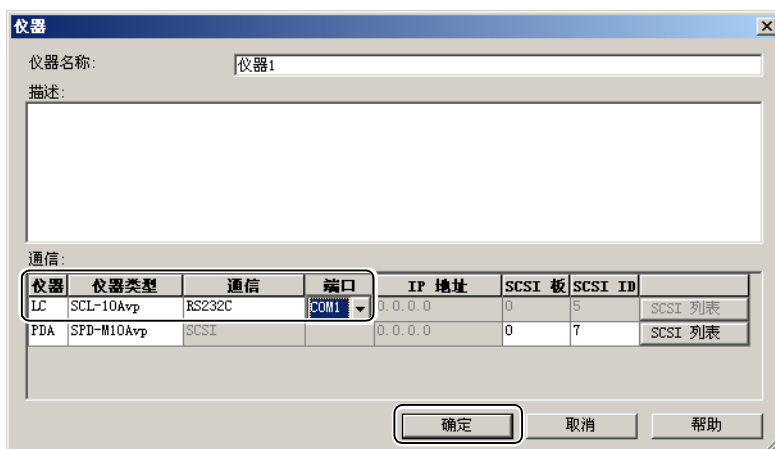 仪器
仪器名称: 仪器1
描述:
通信:
仪器 仪器类型 通信 端口 IP 地址 SCSI 板 SCSI ID
LC SCL-10Avp RS232C COM1 0.0.0.0 0 5 SCSI 列表
PDA SPD-M10Avp SCSI 0.0.0.0 0 7 SCSI 列表
确定 取消 帮助